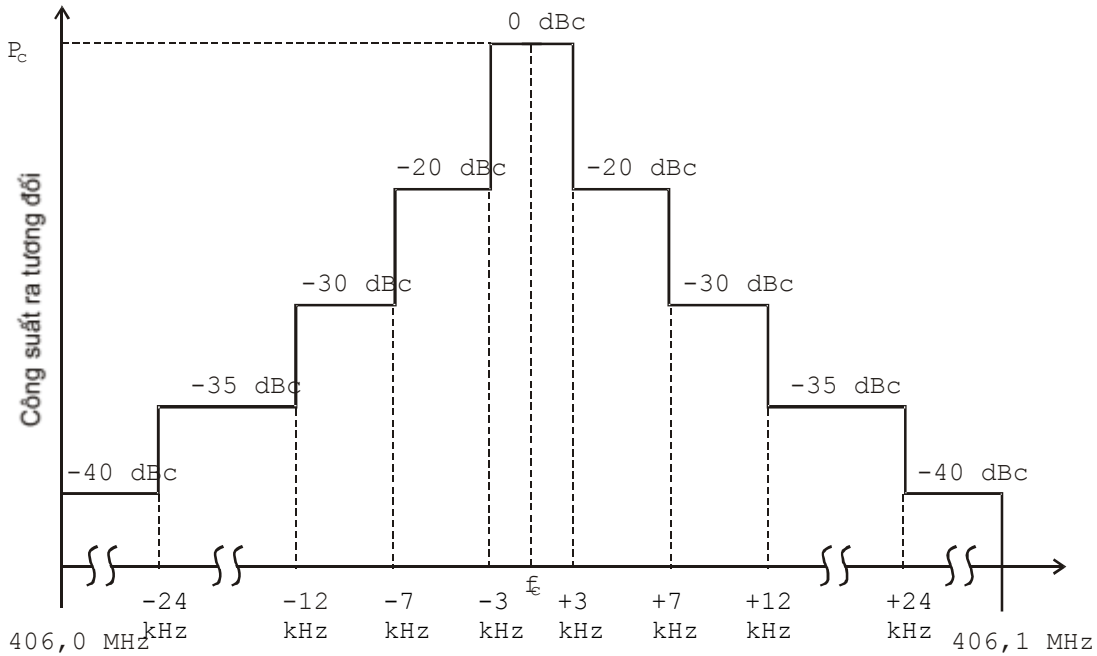 0 dBc
Pc
-20 dBc -20 dBc
Công suất ra tương đối
-30 dBc -30 dBc
-35 dBc -35 dBc
-40 dBc -40 dBc
fc
-24 kHz
-12 kHz
-7 kHz
-3 kHz
+3 kHz
+7 kHz
+12 kHz
+24 kHz
406,0 MHz
406,1 MHz